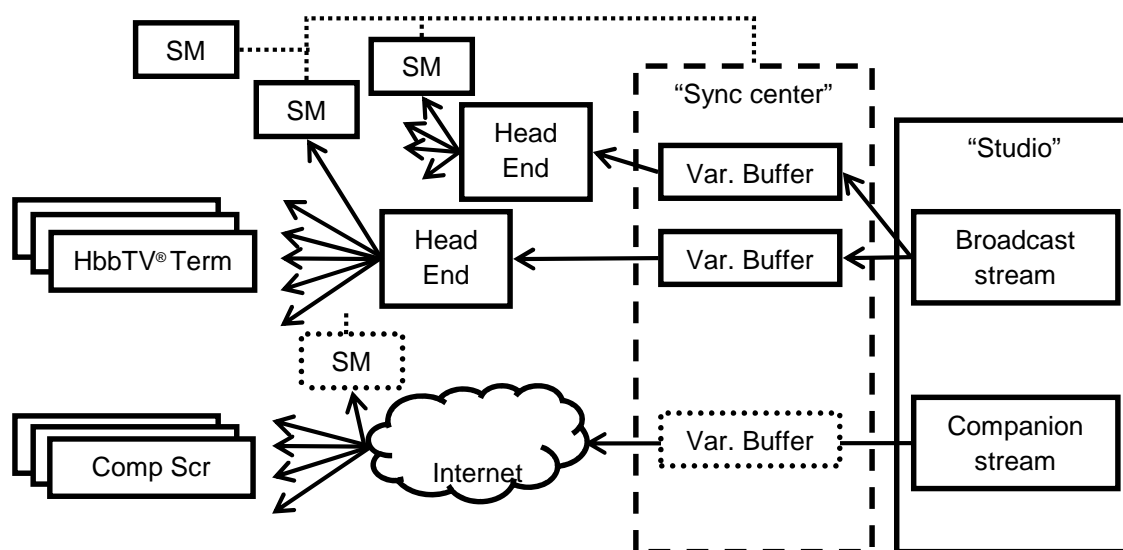 SM
SM
SM
“Sync center”
Head
End
“Studio”
Var. Buffer
Head
End
Var. Buffer
Broadcast
stream
HbbTV® Term
SM
Comp Scr
Internet
Var. Buffer
Companion
stream